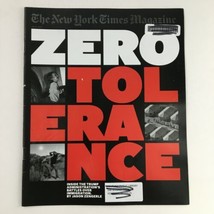 The New York Times Magazine
ZERO
TOL
ERA
NCE
INSIDE THE TRUMP
ADMINISTRATION'S
BATTLES OVER
IMMIGRATION.
BY JASON ZENGERLE